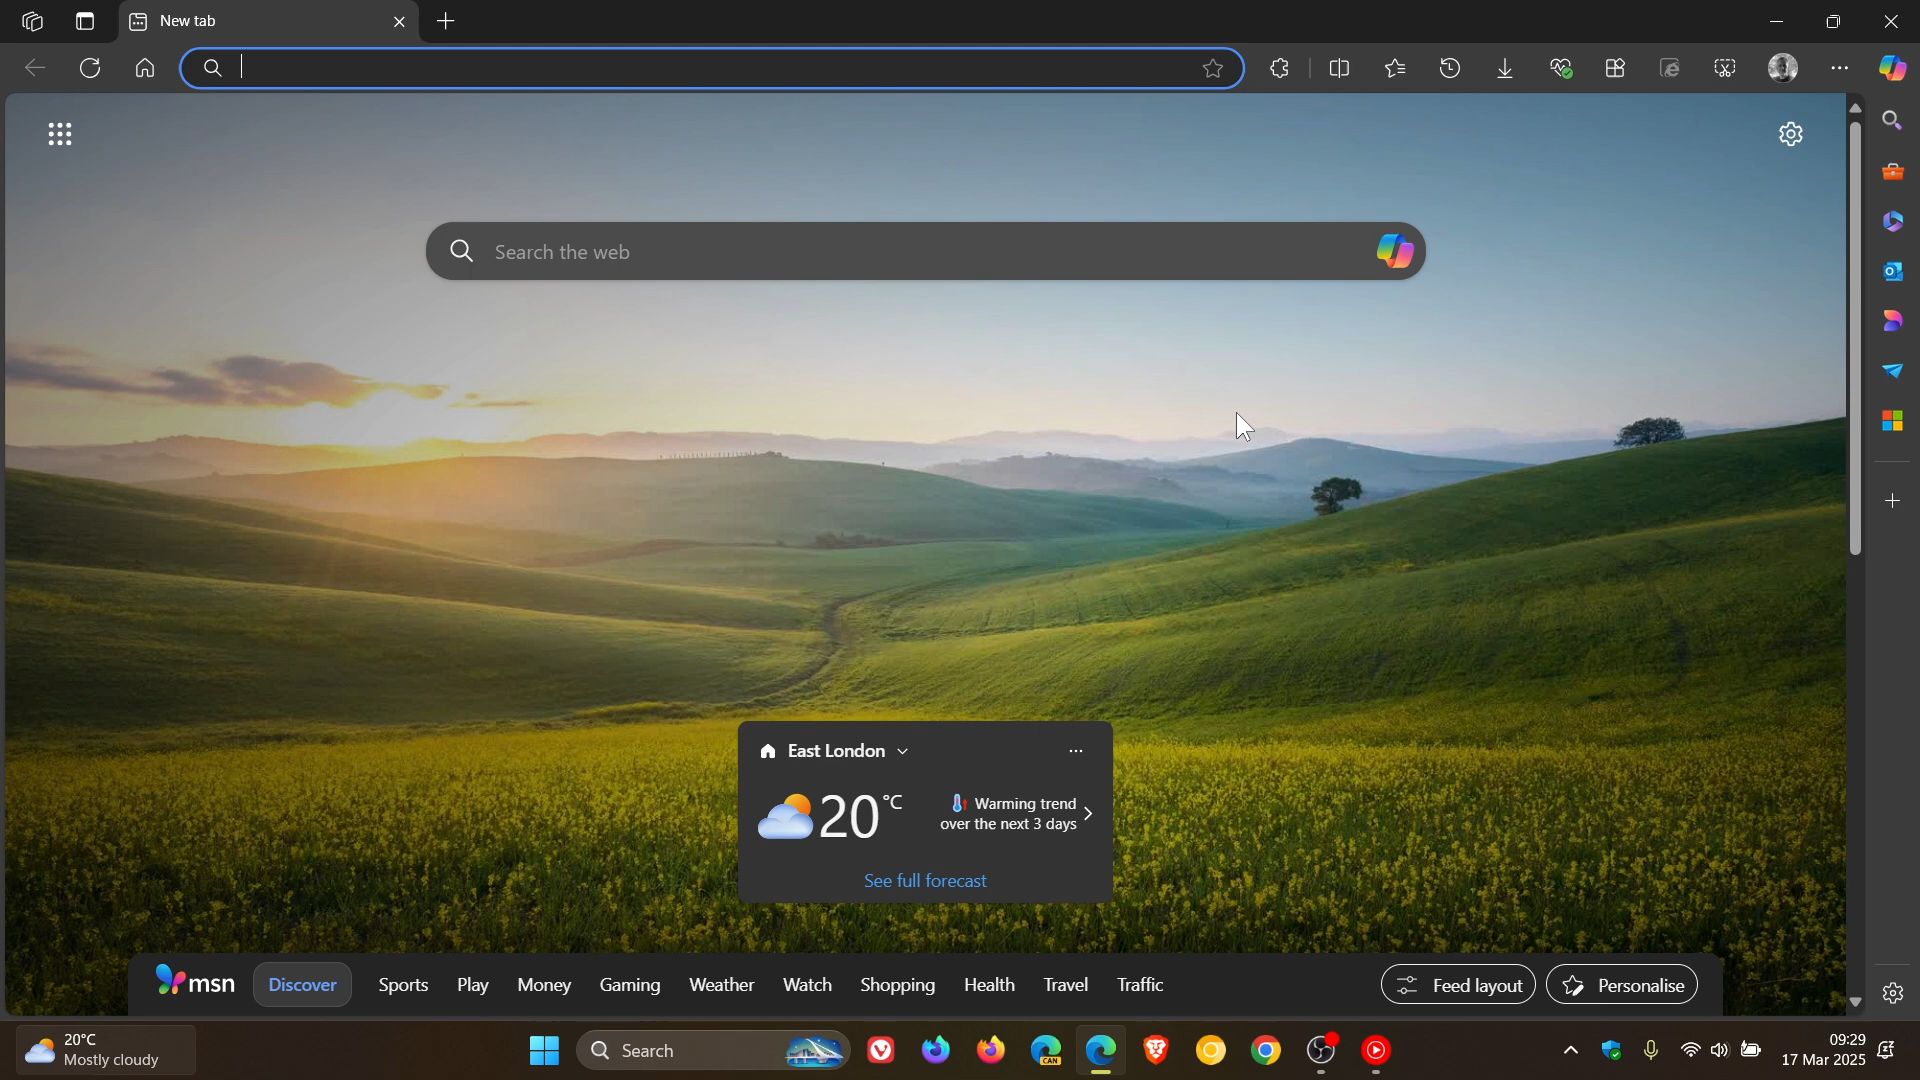 New tab
Search the web
East London
20°C
Warming trend
over the next 3 days
See full forecast
msn
Discover
Sports
Play
Money
Gaming
Weather
Watch
Shopping
Health
Travel
Traffic
Feed layout
Personalise
20°C
Mostly cloudy
Search
CAN
09:29
17 Mar 2025